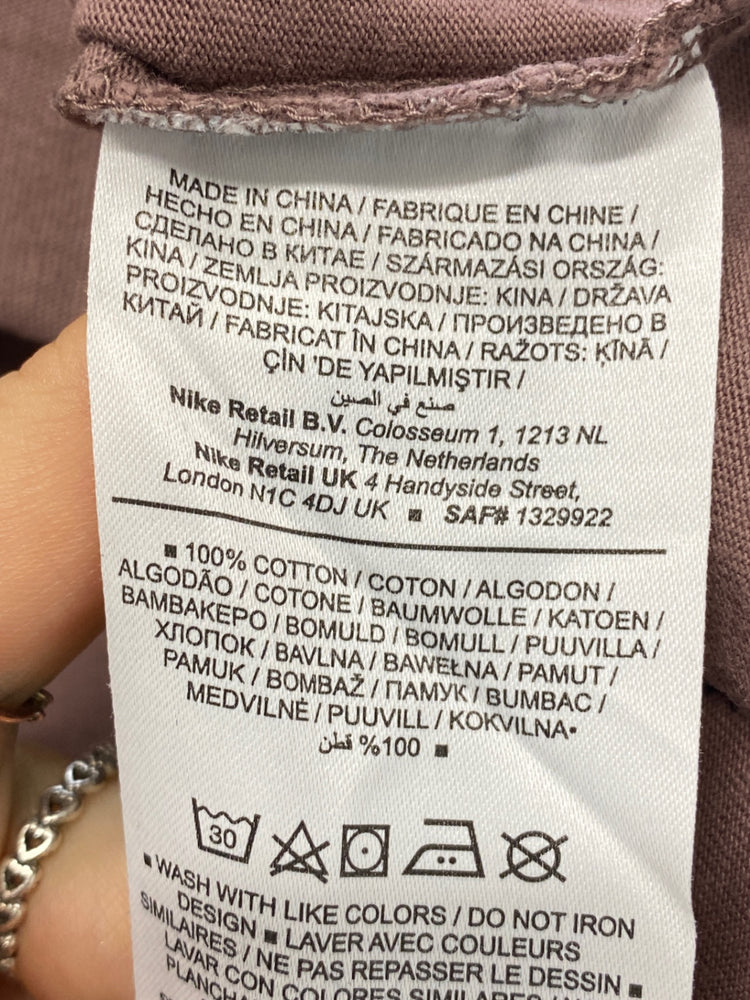 MADE IN CHINA / FABRIQUE EN CHINE /
HECHO EN CHINA / FABRICADO NA CHINA /
СДЕЛАНО В КИТАЕ / SZÁRMAZÁSI ORSZÁG:
KINA / ZEMLJA PROIZVODNJE: KINA / DRŽAVA
PROIZVODNJE: KITAJSKA / ПРОИЗВЕДЕНО В
КИТАЙ / FABRICAT ÎN CHINA / RAŽOTS: ĶĪNĀ /
ÇİN 'DE YAPILMIŞTIR /
صنع في الصين
Nike Retail B.V. Colosseum 1, 1213 NL
Hilversum, The Netherlands
Nike Retail UK 4 Handyside Street,
London N1C 4DJ UK ■ SAF# 1329922
■ 100% COTTON / COTON / ALGODON /
ALGODÃO / COTONE / BAUMWOLLE / KATOEN /
BAMBAKEPO / BOMULD / BOMULL / PUUVILLA /
ХЛОПОК / BAVLNA / BAWEŁNA / PAMUT /
PAMUK / BOMBAŽ / ПАМУК / BUMBAC /
MEDVILNĖ / PUUVILL / KOKVILNA•
100% قطن ■
30
■ WASH WITH LIKE COLORS / DO NOT IRON
DESIGN ■ LAVER AVEC COULEURS
SIMILAIRES / NE PAS REPASSER LE DESSIN ■
LAVAR CON COLORES SIMILARES /